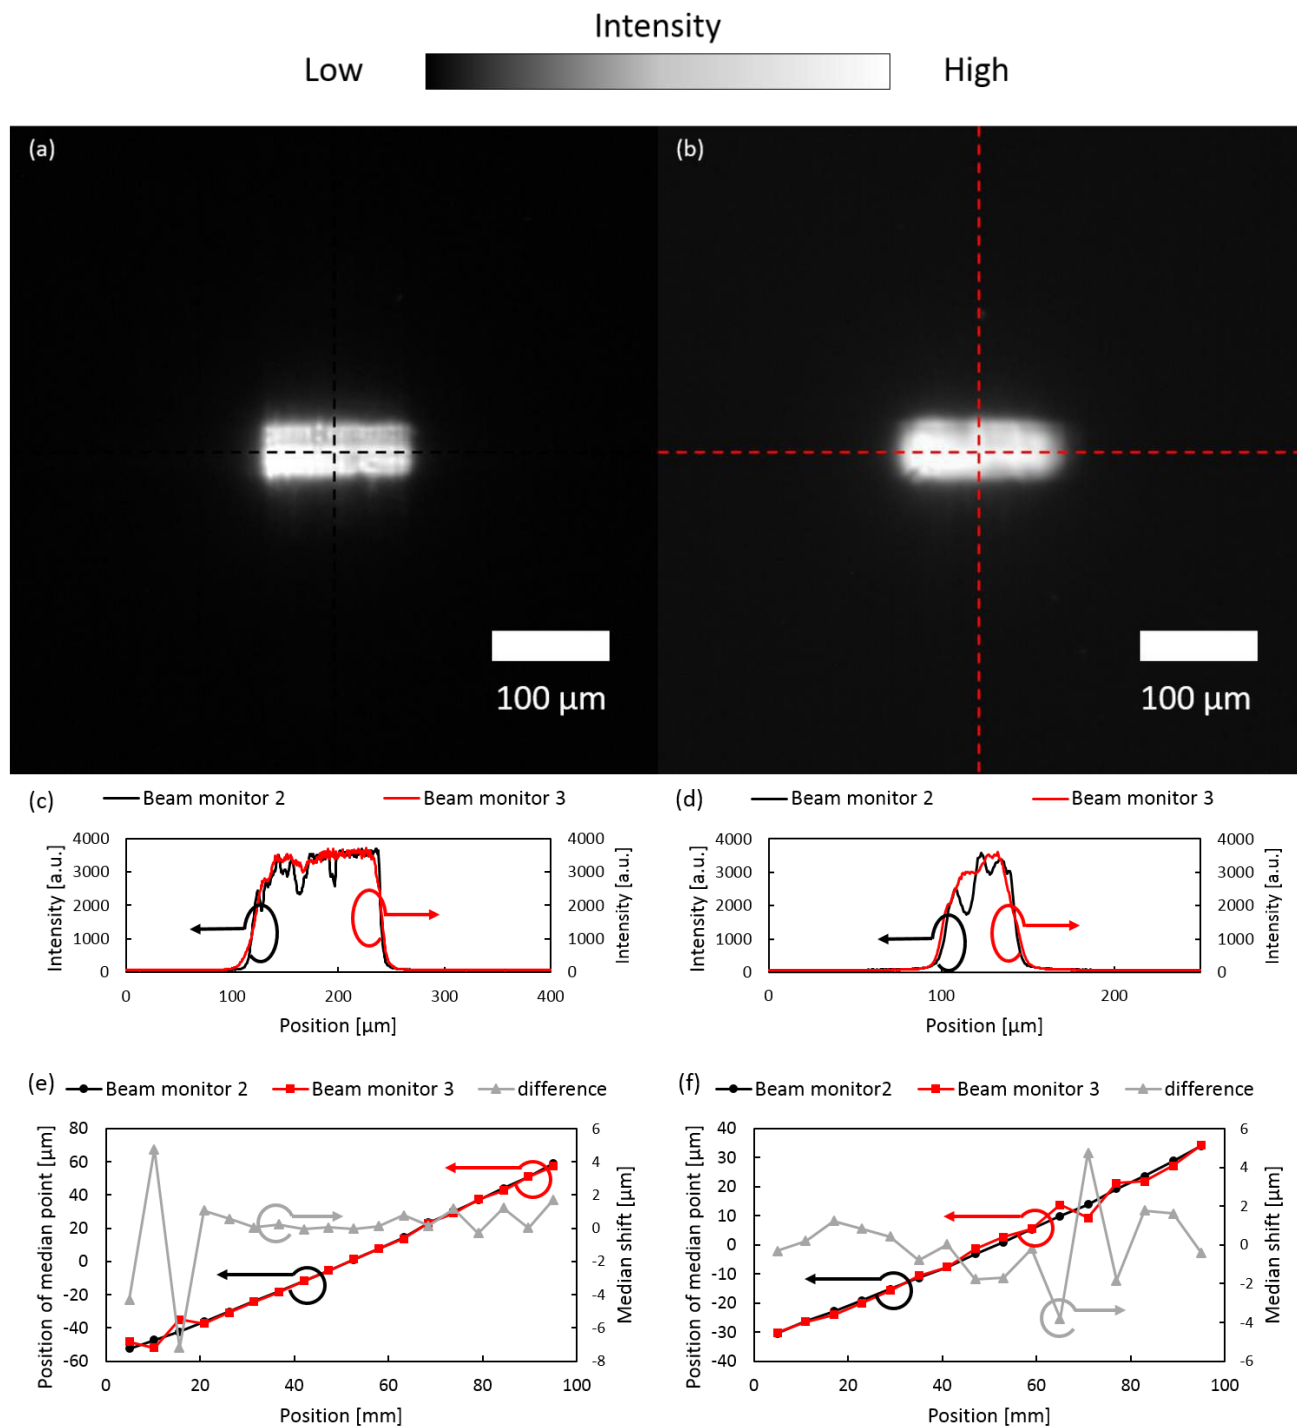 Intensity
Low High
(a) (b)
100 µm 100 µm
(c) Beam monitor 2 Beam monitor 3
4000 4000
3000 3000
2000 2000
1000 1000
0 0
Intensity [a.u.] Intensity [a.u.]
0 100 200 300 400
Position [µm]
(d) Beam monitor 2 Beam monitor 3
4000 4000
3000 3000
2000 2000
1000 1000
0 0
Intensity [a.u.] Intensity [a.u.]
0 100 200
Position [µm]
(e) Beam monitor 2 Beam monitor 3 difference
80 6
60 4
40 2
20 0
0 -2
-20 -4
-40 -6
-60 -8
Position of median point [µm] Median shift [µm]
0 20 40 60 80 100
Position [mm]
(f) Beam monitor2 Beam monitor 3 difference
40 6
30 4
20 2
10 0
0 -2
-10 -4
-20 -6
-30
-40
Position of median point [µm] Median shift [µm]
0 20 40 60 80 100
Position [mm]